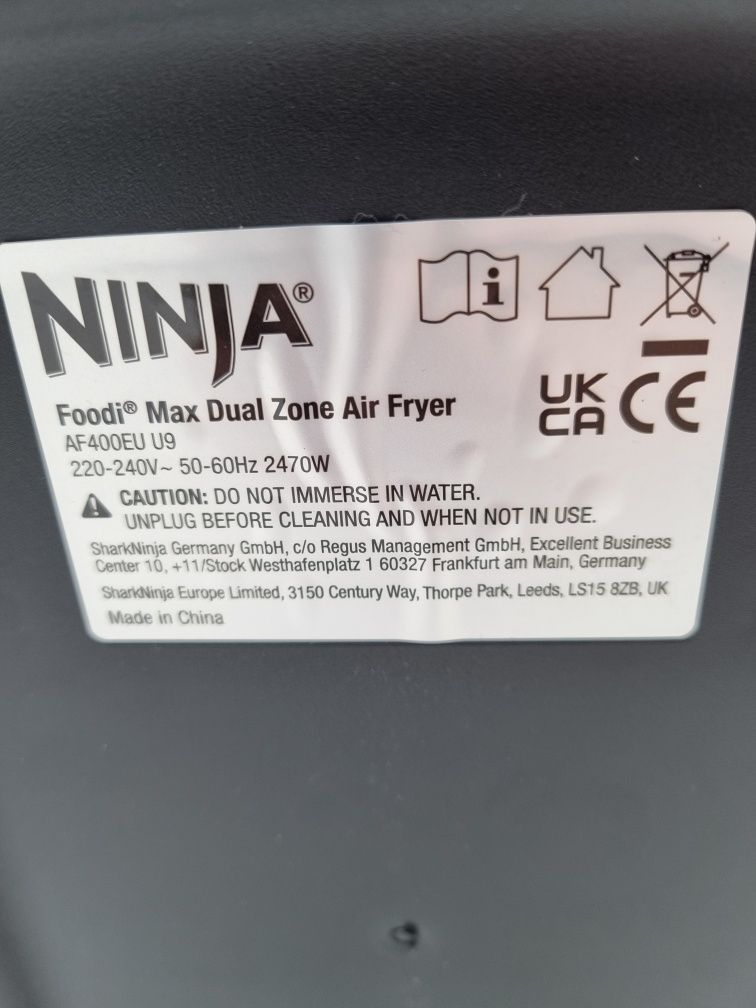 NINJA®
Foodi® Max Dual Zone Air Fryer
AF400EU U9
220-240V~ 50-60Hz 2470W
CAUTION: DO NOT IMMERSE IN WATER.
UNPLUG BEFORE CLEANING AND WHEN NOT IN USE.
SharkNinja Germany GmbH, c/o Regus Management GmbH, Excellent Business
Center 10, +11/Stock Westhafenplatz 1 60327 Frankfurt am Main, Germany
SharkNinja Europe Limited, 3150 Century Way, Thorpe Park, Leeds, LS15 8ZB, UK
Made in China
i
UK
CA CE